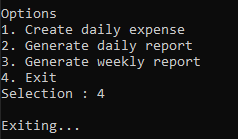 Options
1. Create daily expense
2. Generate daily report
3. Generate weekly report
4. Exit
Selection : 4
Exiting...